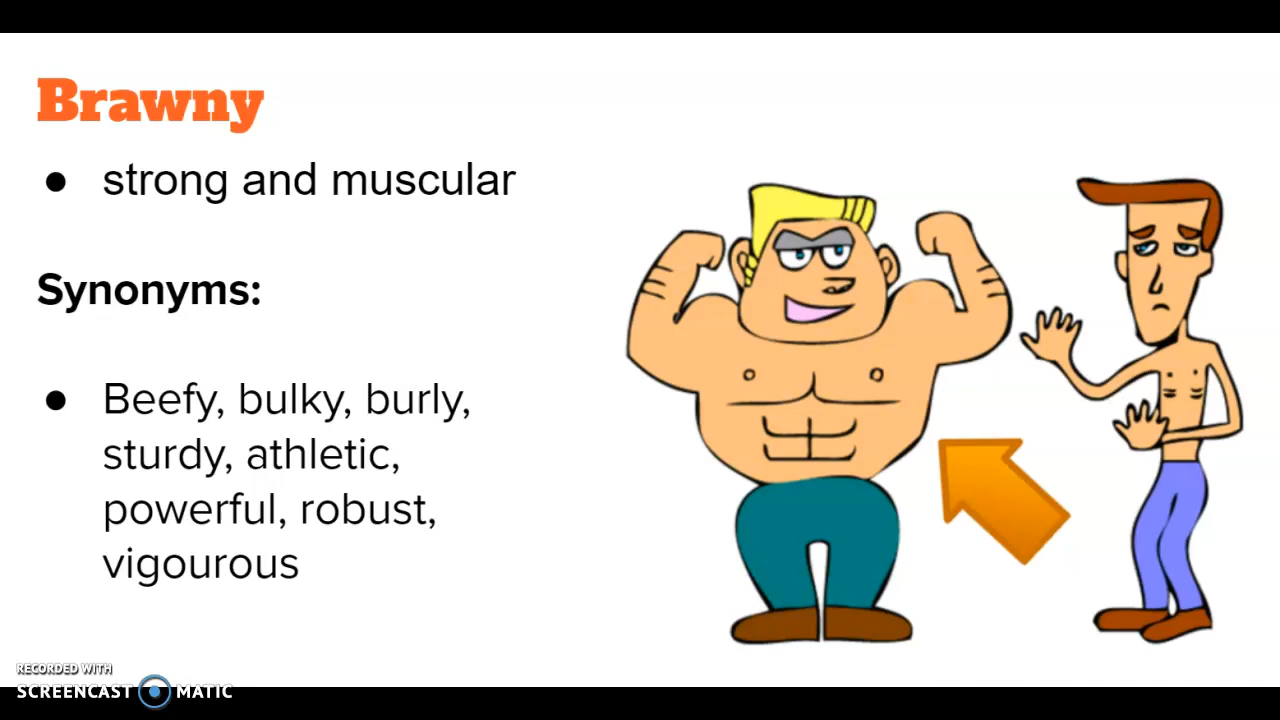 Brawny
● strong and muscular
Synonyms:
● Beefy, bulky, burly,
sturdy, athletic,
powerful, robust,
vigourous
RECORDED WITH
SCREENCAST MATIC